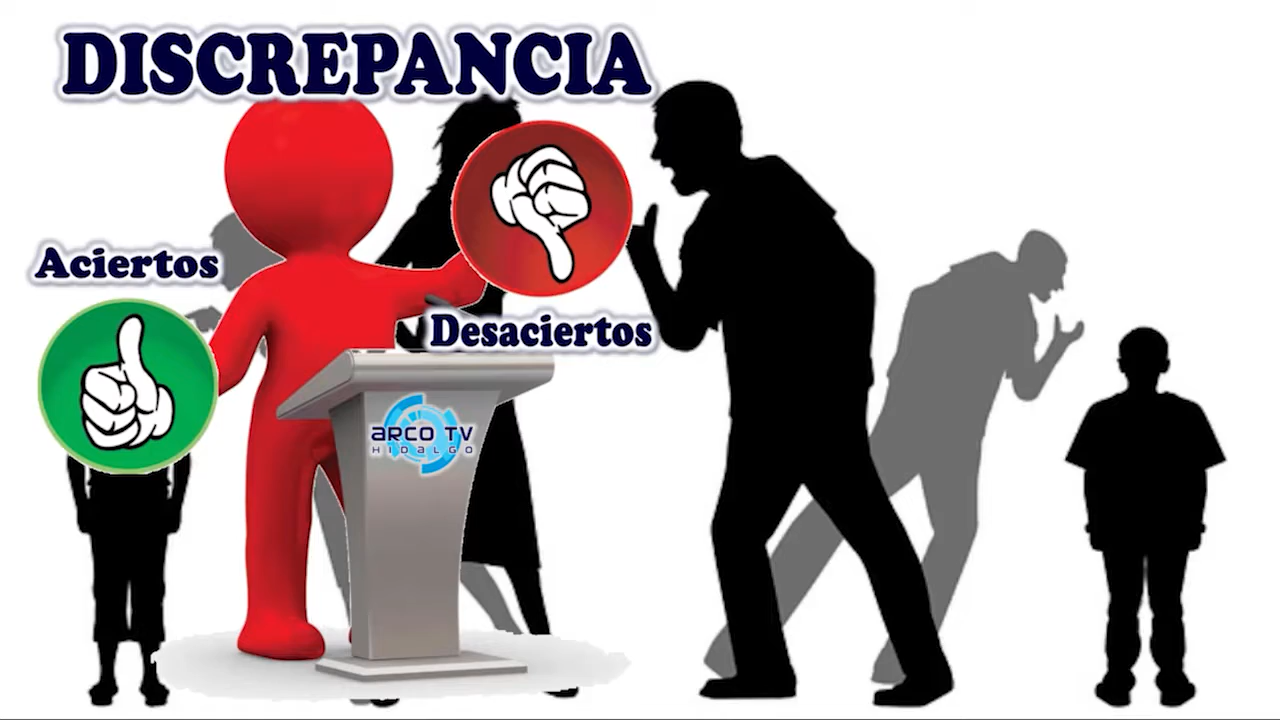 DISCREPANCIA
Aciertos
Desaciertos
ARCO TV
HIDALGO